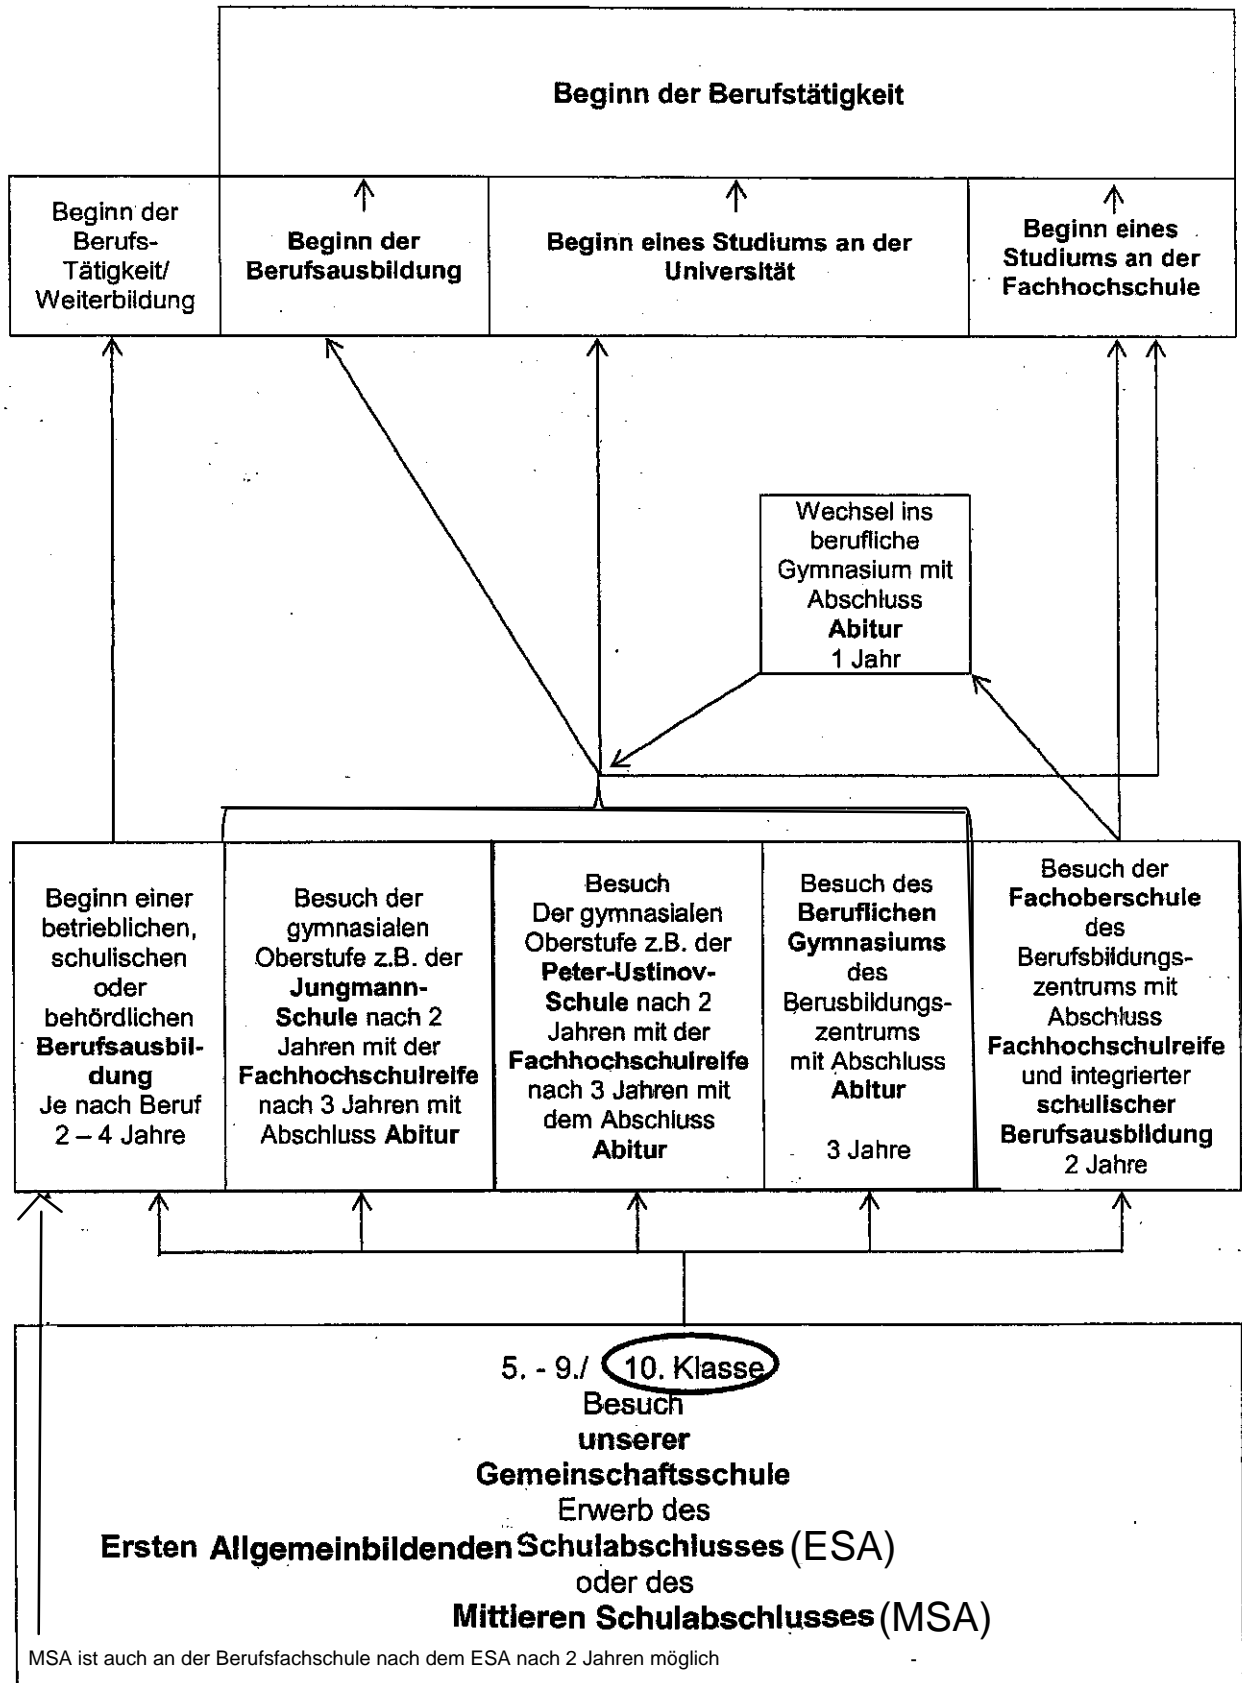 Beginn der Berufstätigkeit
Beginn der
Berufs-
Tätigkeit/
Weiterbildung
Beginn der
Berufsausbildung
Beginn eines Studiums an der
Universität
Beginn eines
Studiums an der
Fachhochschule
Wechsel ins
berufliche
Gymnasium mit
Abschluss
Abitur
1 Jahr
Beginn einer
betrieblichen,
schulischen
oder
behördlichen
Berufsausbil-
dung
Je nach Beruf
2 – 4 Jahre
Besuch der
gymnasialen
Oberstufe z.B. der
Jungmann-
Schule nach 2
Jahren mit der
Fachhochschulreife
nach 3 Jahren mit
Abschluss Abitur
Besuch
Der gymnasialen
Oberstufe z.B. der
Peter-Ustinov-
Schule nach 2
Jahren mit der
Fachhochschulreife
nach 3 Jahren mit
dem Abschluss
Abitur
Besuch des
Beruflichen
Gymnasiums
des
Berusbildungs-
zentrums
mit Abschluss
Abitur
3 Jahre
Besuch der
Fachoberschule
des
Berufsbildungs-
zentrums mit
Abschluss
Fachhochschulreife
und integrierter
schulischer
Berufsausbildung
2 Jahre
5. - 9./ 10. Klasse
Besuch
unserer
Gemeinschaftsschule
Erwerb des
Ersten Allgemeinbildenden Schulabschlusses (ESA)
oder des
Mittleren Schulabschlusses (MSA)
MSA ist auch an der Berufsfachschule nach dem ESA nach 2 Jahren möglich